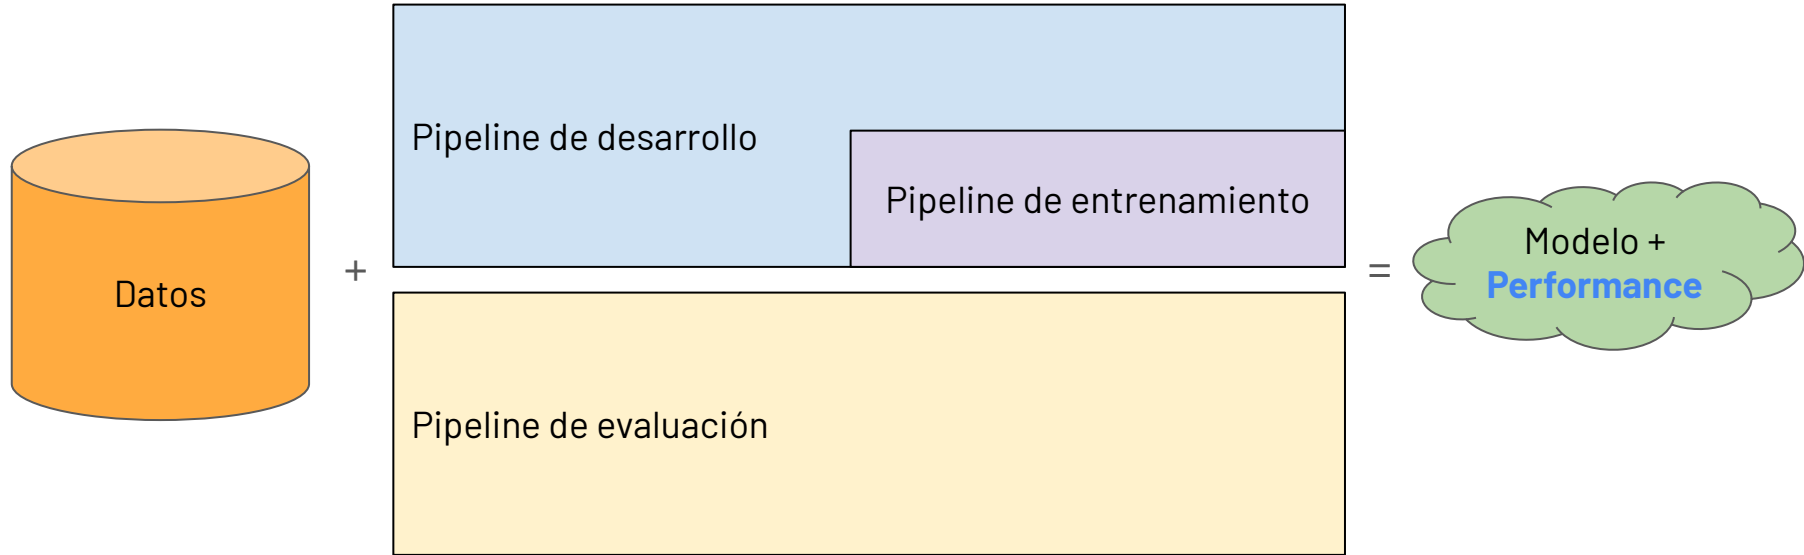 Datos
+
Pipeline de desarrollo
Pipeline de entrenamiento
Pipeline de evaluación
=
Modelo +
Performance